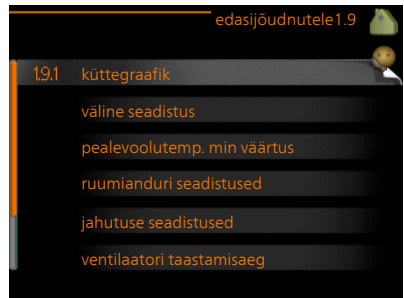 edasijõudnutele 1.9
1.9.1 küttegraafik
väline seadistus
pealevoolutemp. min väärtus
ruumianduri seadistused
jahutuse seadistused
ventilaatori taastamisaeg